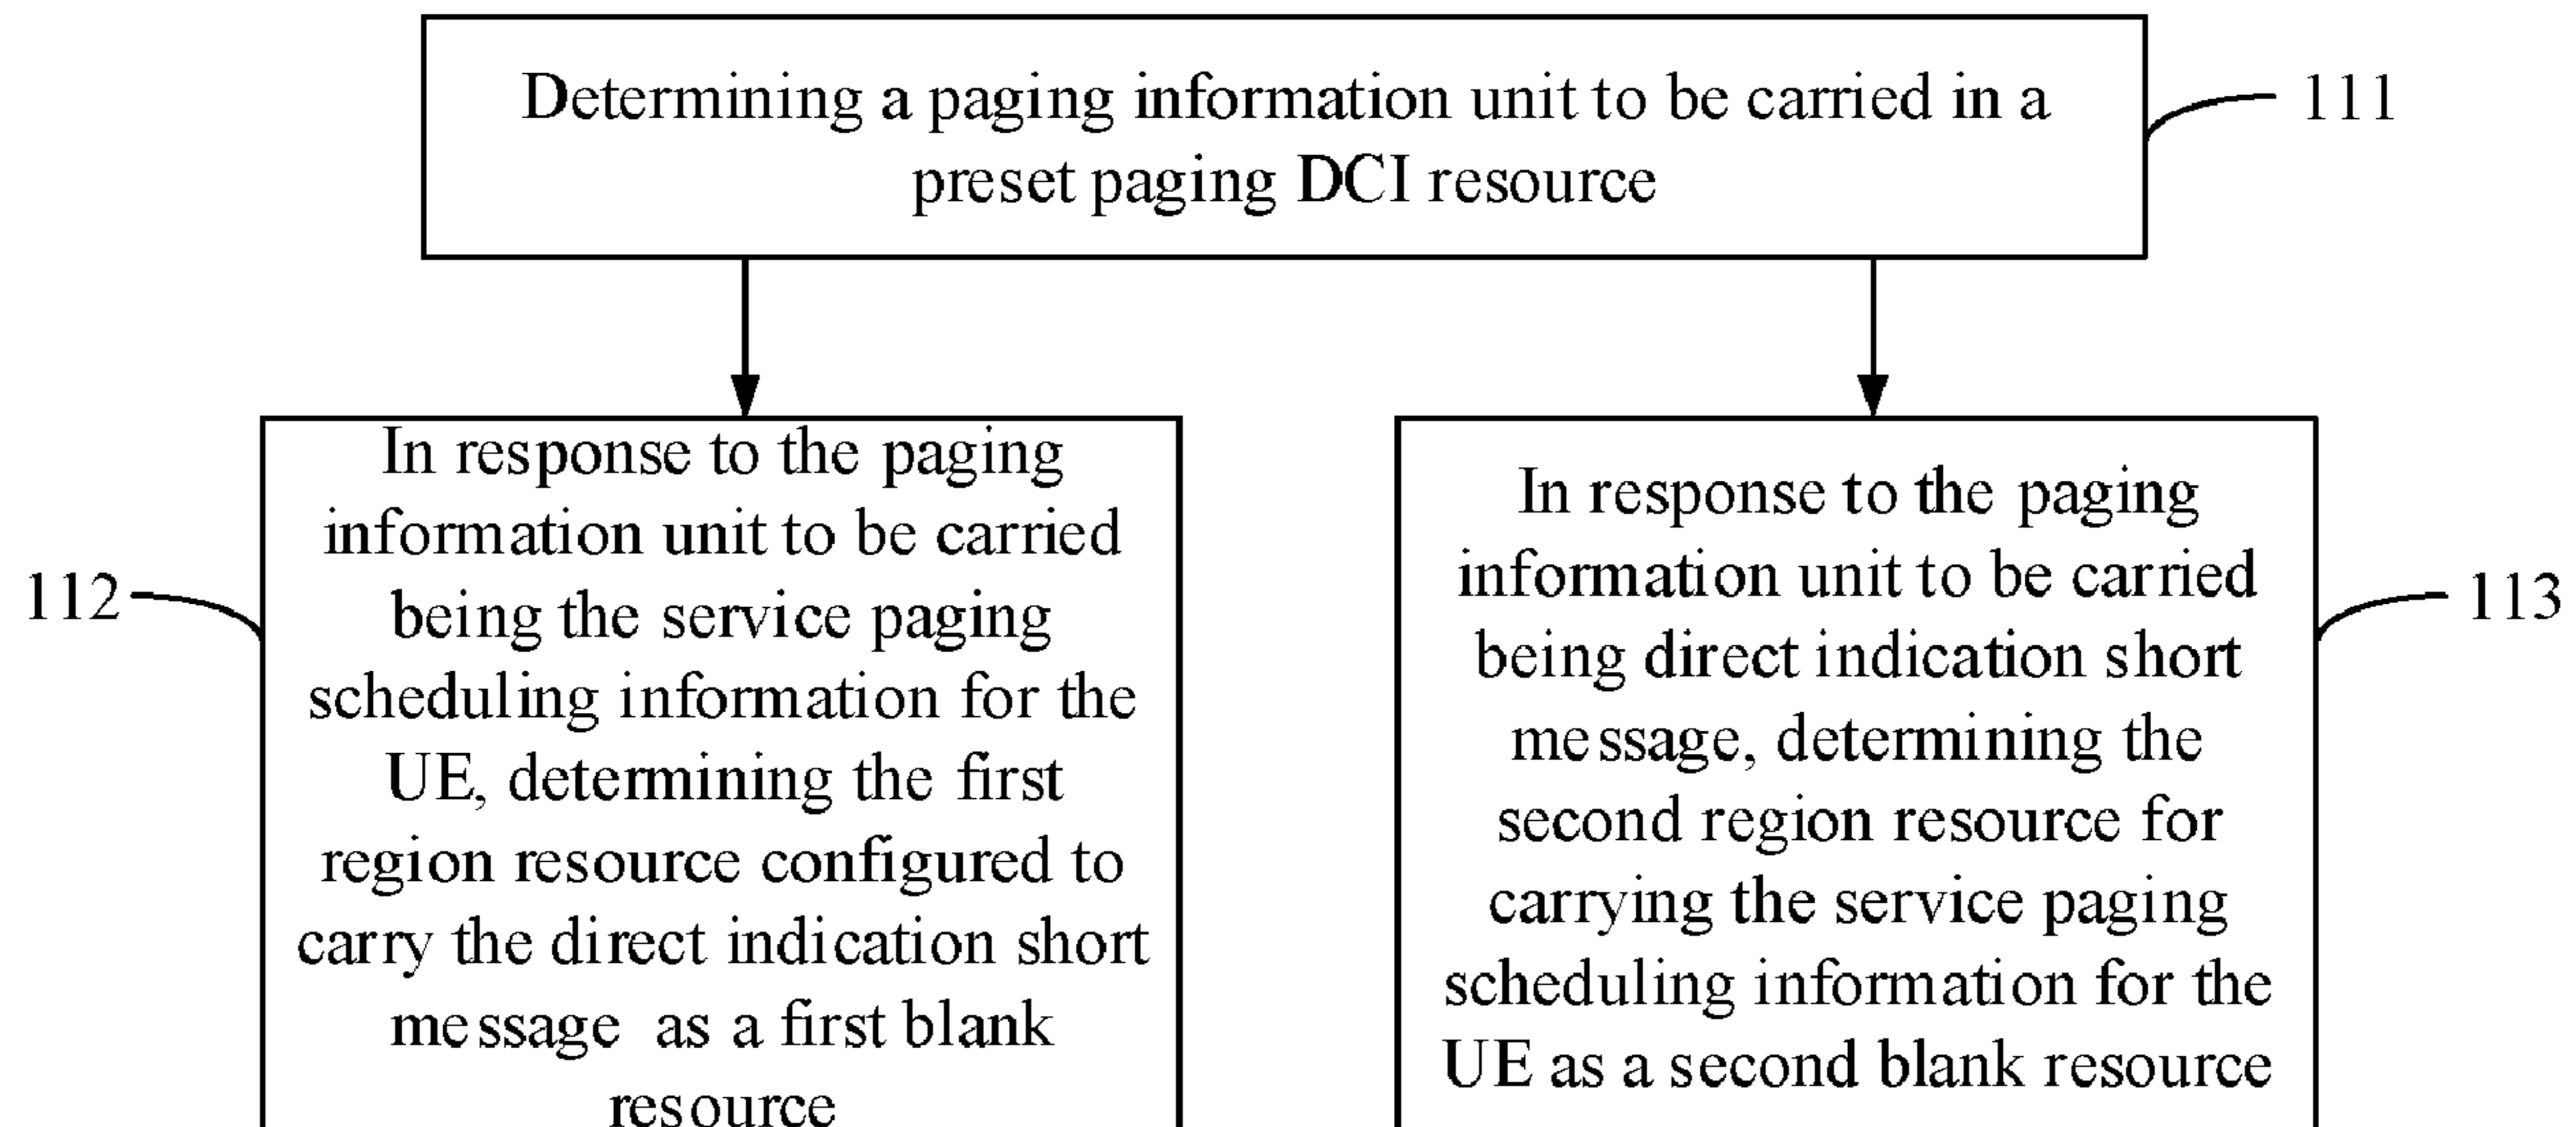 Determining a paging information unit to be carried in a
preset paging DCI resource
111
In response to the paging
information unit to be carried
being the service paging
scheduling information for the
UE, determining the first
region resource configured to
carry the direct indication short
message as a first blank
resource
112
In response to the paging
information unit to be carried
being direct indication short
message, determining the
second region resource for
carrying the service paging
scheduling information for the
UE as a second blank resource
113